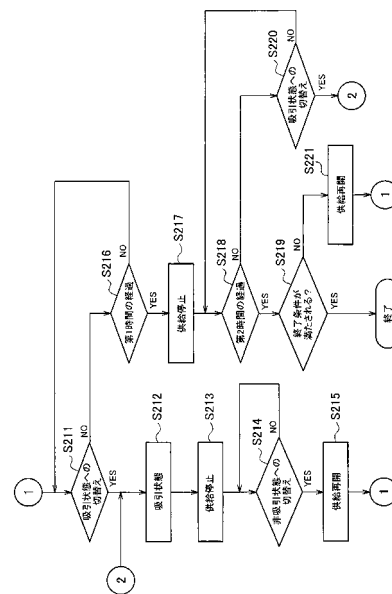 1
S211
吸引状態への
切替え
NO
YES
2
S212
吸引状態
S213
供給停止
S214
非吸引状態への
切替え
NO
YES
S215
供給再開
1
S216
第1時間の経過
NO
YES
S217
供給停止
S218
第2時間の経過
NO
YES
S219
終了条件が
満たされる?
NO
YES
終了
S220
吸引状態への
切替え
NO
YES
2
S221
供給再開
1